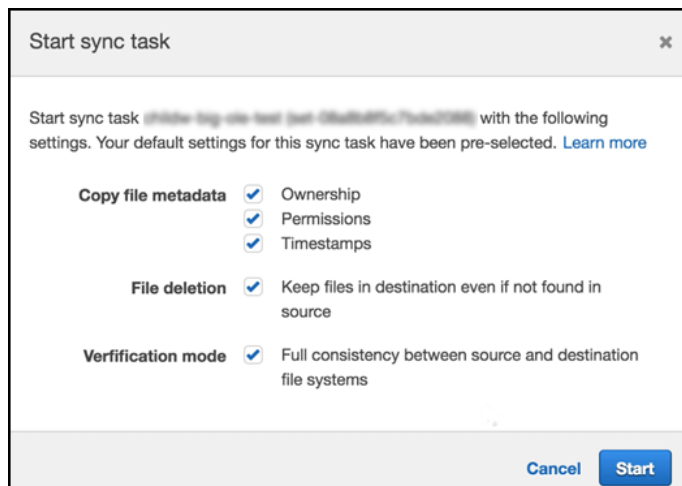 Start sync task
Start sync task with the following
settings. Your default settings for this sync task have been pre-selected. Learn more
Copy file metadata Ownership
Permissions
Timestamps
File deletion Keep files in destination even if not found in
source
Verfification mode Full consistency between source and destination
file systems
Cancel Start